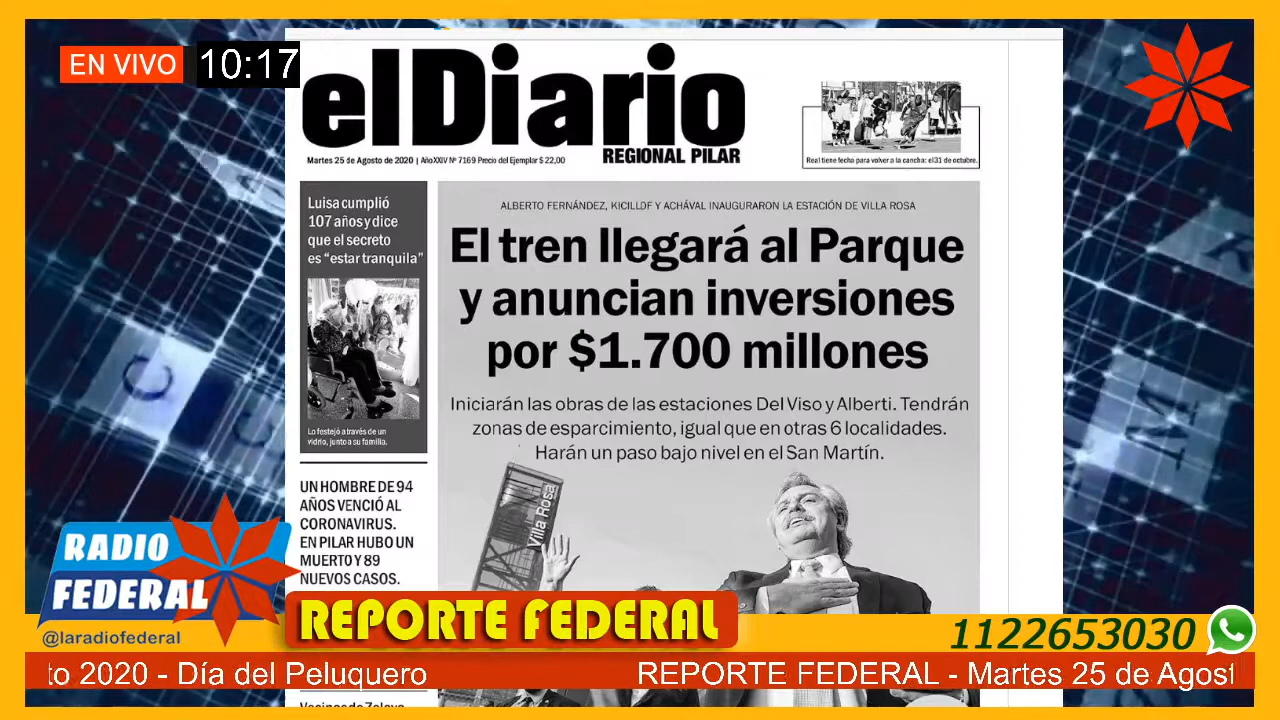 EN VIVO
10:17
elDiario
REGIONAL PILAR
Martes 25 de Agosto de 2020 | Año XXIV Nº 7169 Precio del Ejemplar $ 22,00
Real tiene fecha para volver a la cancha: el 31 de octubre.
Luisa cumplió
107 años y dice
que el secreto
es “estar tranquila”
Lo festejó a través de un
vidrio, junto a su familia.
UN HOMBRE DE 94
AÑOS VENCIÓ AL
CORONAVIRUS.
EN PILAR HUBO UN
MUERTO Y 89
NUEVOS CASOS.
ALBERTO FERNÁNDEZ, KICILLOF Y ACHÁVAL INAUGURARON LA ESTACIÓN DE VILLA ROSA
El tren llegará al Parque
y anuncian inversiones
por $1.700 millones
Iniciarán las obras de las estaciones Del Viso y Alberti. Tendrán
zonas de esparcimiento, igual que en otras 6 localidades.
Harán un paso bajo nivel en el San Martín.
Villa Rosa
C
M
RADIO
FEDERAL
@laradiofederal
REPORTE FEDERAL
1122653030
to 2020 - Día del Peluquero
REPORTE FEDERAL - Martes 25 de Agost